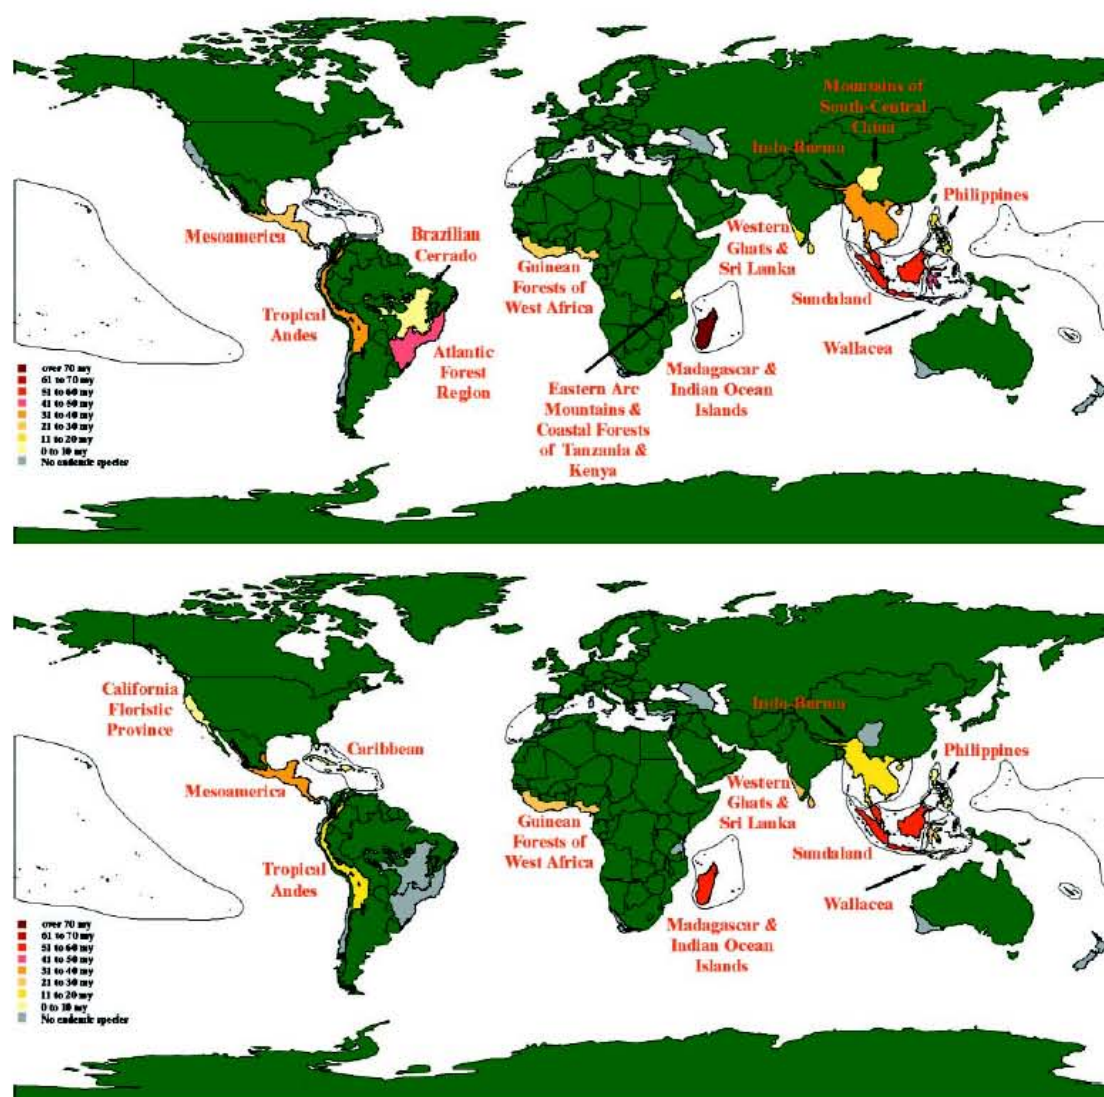 Mountains of
South-Central
China
Indo-Burma
Philippines
Mesoamerica
Brazilian
Cerrado
Guinean
Forests of
West Africa
Western
Ghats &
Sri Lanka
Sundaland
Tropical
Andes
Wallacea
Atlantic
Forest
Region
Madagascar &
Indian Ocean
Islands
Eastern Arc
Mountains &
Coastal Forests
of Tanzania &
Kenya
over 70 my
61 to 70 my
51 to 60 my
41 to 50 my
31 to 40 my
21 to 30 my
11 to 20 my
0 to 10 my
No endemic species
California
Floristic
Province
Indo-Burma
Caribbean
Philippines
Mesoamerica
Western
Ghats &
Sri Lanka
Guinean
Forests of
West Africa
Sundaland
Tropical
Andes
Wallacea
Madagascar &
Indian Ocean
Islands
over 70 my
61 to 70 my
51 to 60 my
41 to 50 my
31 to 40 my
21 to 30 my
11 to 20 my
0 to 10 my
No endemic species